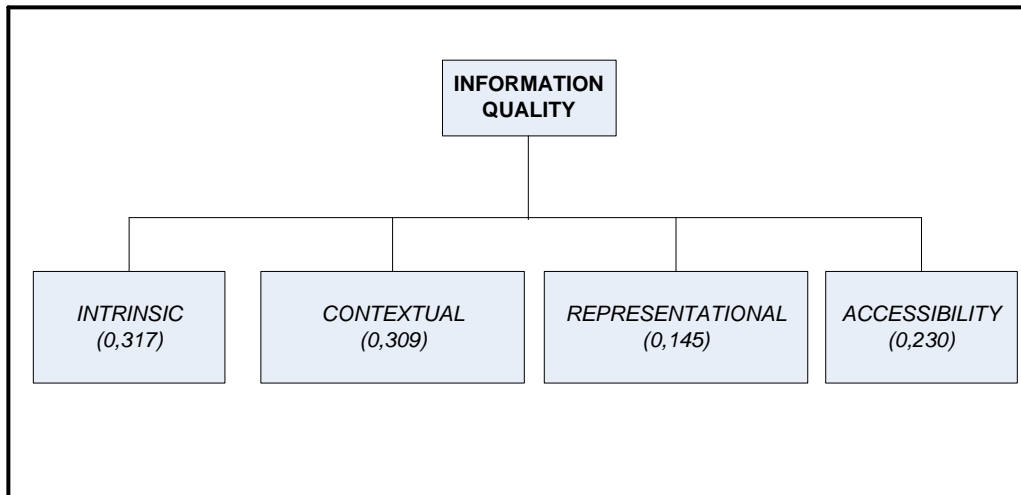 INFORMATION
QUALITY
INTRINSIC
(0,317)
CONTEXTUAL
(0,309)
REPRESENTATIONAL
(0,145)
ACCESSIBILITY
(0,230)